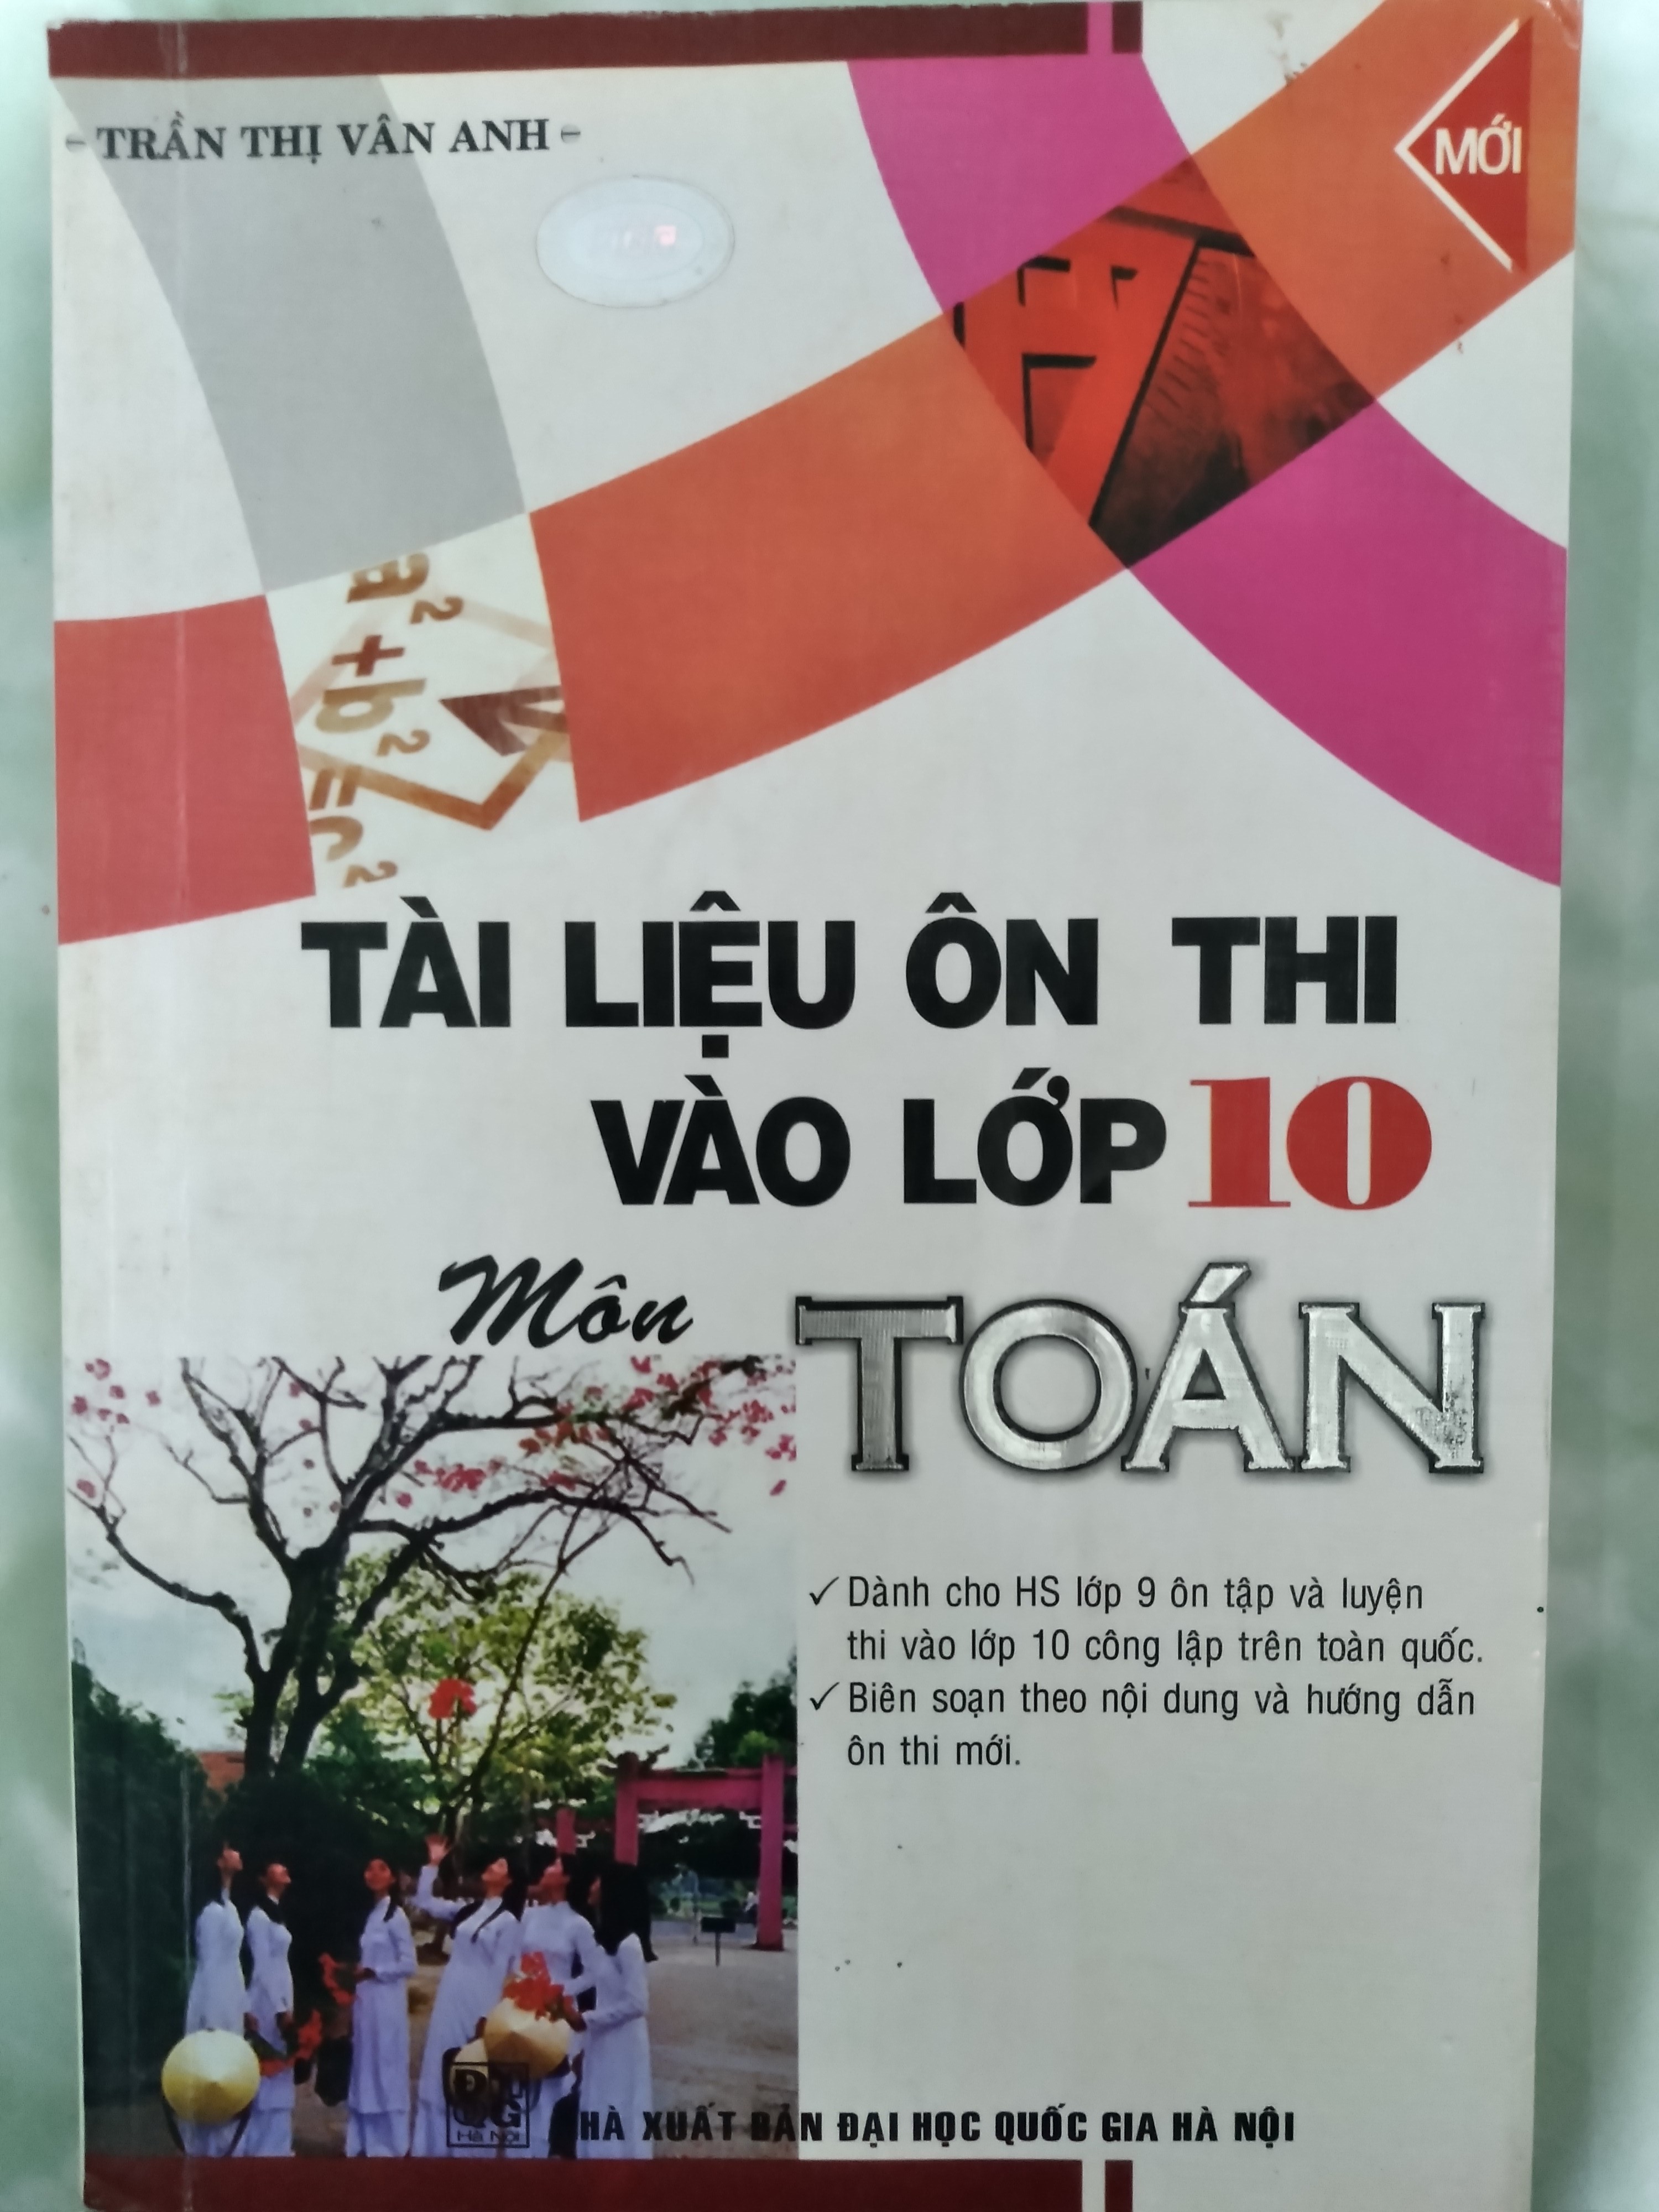 - TRẦN THỊ VÂN ANH -
MỚI
a² + b² = c²
TÀI LIỆU ÔN THI
VÀO LỚP 10
Môn TOÁN
✓ Dành cho HS lớp 9 ôn tập và luyện
thi vào lớp 10 công lập trên toàn quốc.
✓ Biên soạn theo nội dung và hướng dẫn
ôn thi mới.
Hà Nội
NHÀ XUẤT BẢN ĐẠI HỌC QUỐC GIA HÀ NỘI